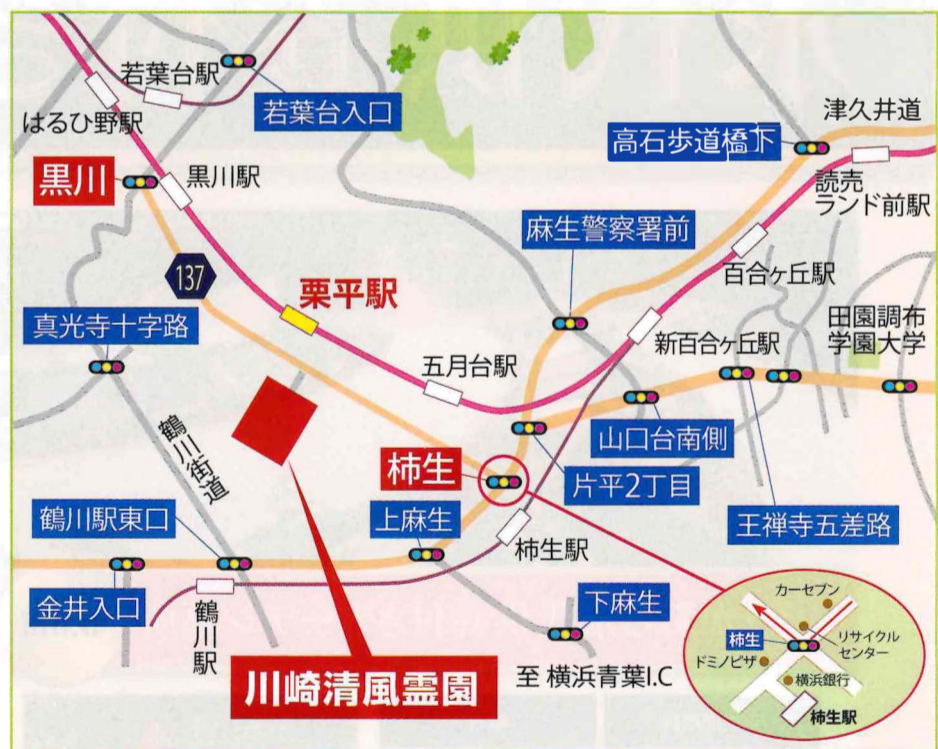 若葉台駅
はるひ野駅
若葉台入口
津久井道
高石歩道橋下
黒川
黒川駅
読売
ランド前駅
麻生警察署前
百合ヶ丘駅
137
栗平駅
真光寺十字路
田園調布
学園大学
新百合ヶ丘駅
五月台駅
鶴川街道
山口台南側
柿生
片平2丁目
鶴川駅東口
上麻生
王禅寺五差路
柿生駅
金井入口
鶴川駅
下麻生
川崎清風霊園
至 横浜青葉I.C
カーセブン
柿生
リサイクル
センター
ドミノピザ
横浜銀行
柿生駅